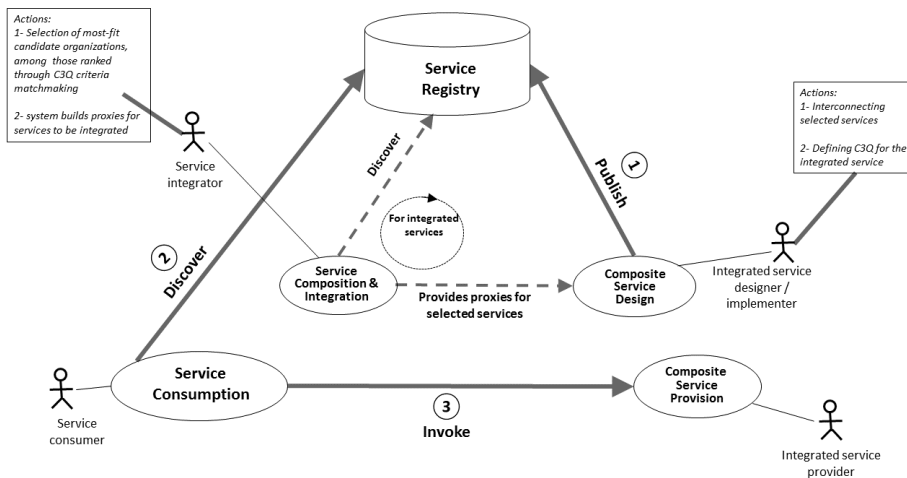 Actions:
1- Selection of most-fit
candidate organizations,
among those ranked
through C3Q criteria
matchmaking
2- system builds proxies for
services to be integrated
Service
Registry
Actions:
1- Interconnecting
selected services
2- Defining C3Q for the
integrated service
Service
integrator
Discover
1
Publish
For integrated
services
2
Discover
Service
Composition &
Integration
Provides proxies for
selected services
Composite
Service
Design
Integrated service
designer /
implementer
Service
consumer
Service
Consumption
3
Invoke
Composite
Service
Provision
Integrated service
provider